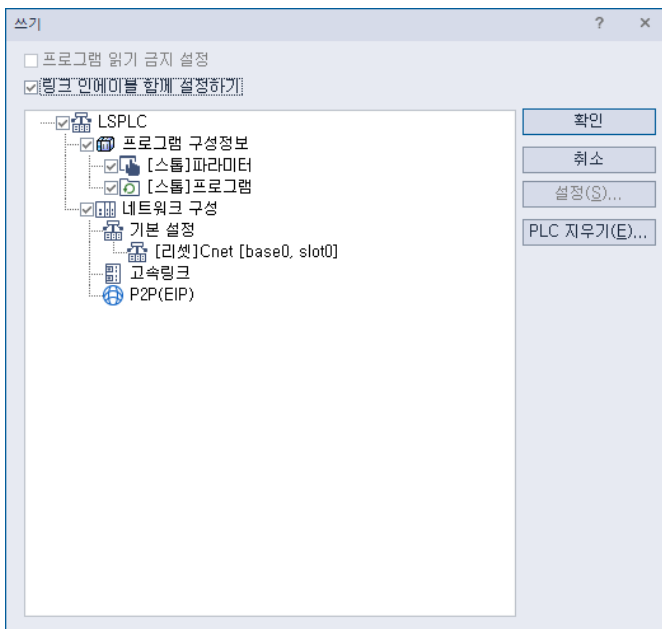 쓰기
? ×
프로그램 읽기 금지 설정
링크 인에이블 함께 설정하기
LSPLC
프로그램 구성정보
[스톱]파라미터
[스톱]프로그램
네트워크 구성
기본 설정
[리셋]Cnet [base0, slot0]
고속링크
P2P(EIP)
확인
취소
설정(S)...
PLC 지우기(E)...